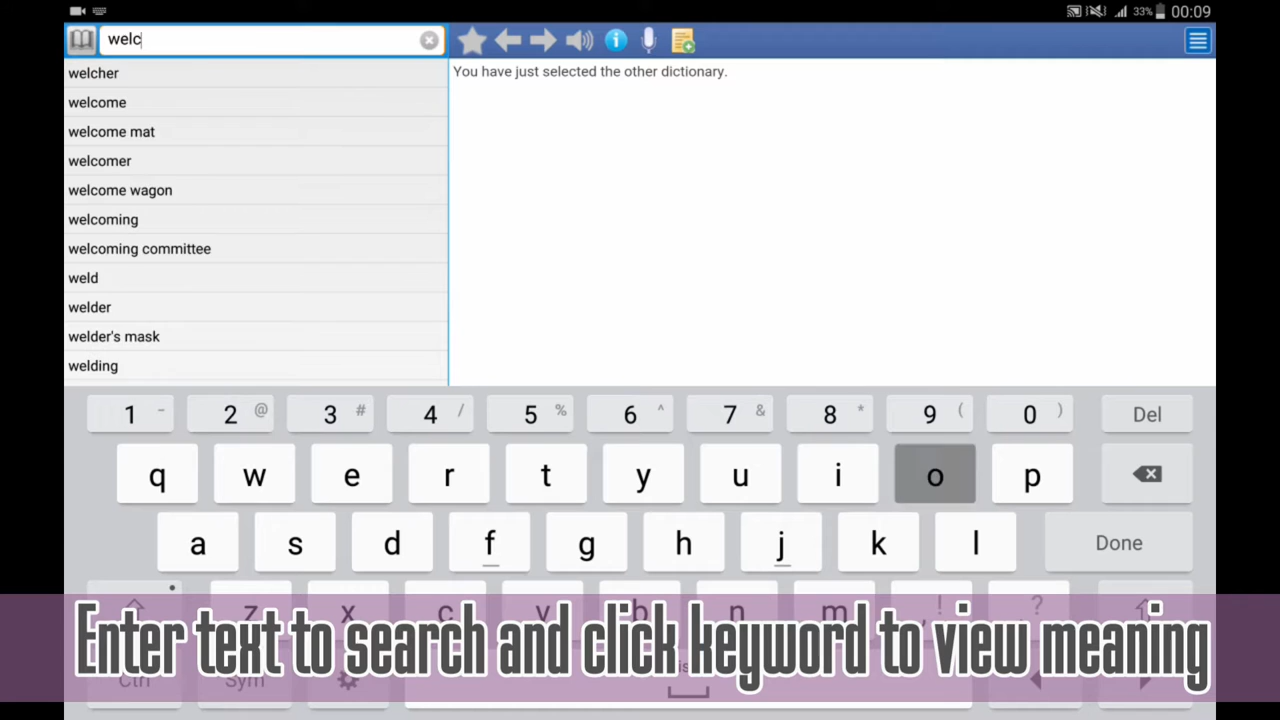 33% 00:09
welc
welcher
welcome
welcome mat
welcomer
welcome wagon
welcoming
welcoming committee
weld
welder
welder's mask
welding
You have just selected the other dictionary.
1 - 2 @ 3 # 4 / 5 % 6 ^ 7 & 8 * 9 ( 0 ) Del
q w e r t y u i o p
a s d f g h j k l Done
z x c v b n m , ! ?
Enter text to search and click keyword to view meaning
Ctrl Sym